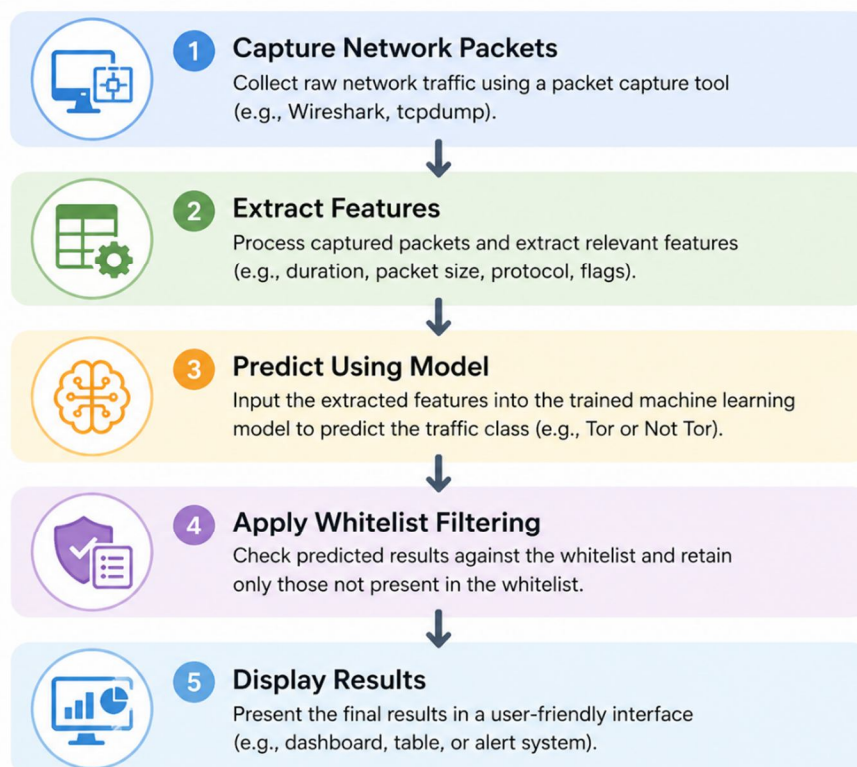 1
Capture Network Packets
Collect raw network traffic using a packet capture tool
(e.g., Wireshark, tcpdump).
2
Extract Features
Process captured packets and extract relevant features
(e.g., duration, packet size, protocol, flags).
3
Predict Using Model
Input the extracted features into the trained machine learning
model to predict the traffic class (e.g., Tor or Not Tor).
4
Apply Whitelist Filtering
Check predicted results against the whitelist and retain
only those not present in the whitelist.
5
Display Results
Present the final results in a user-friendly interface
(e.g., dashboard, table, or alert system).